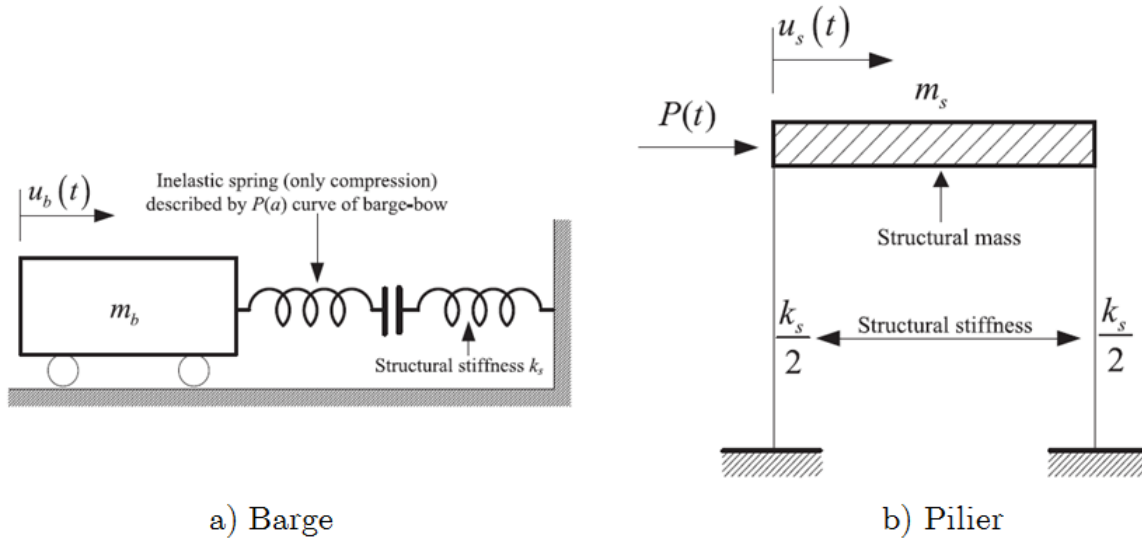 u_b(t)
Inelastic spring (only compression)
described by P(a) curve of barge-bow
m_b
Structural stiffness k_s
a) Barge
u_s(t)
m_s
P(t)
Structural mass
k_s/2
Structural stiffness
k_s/2
b) Pilier